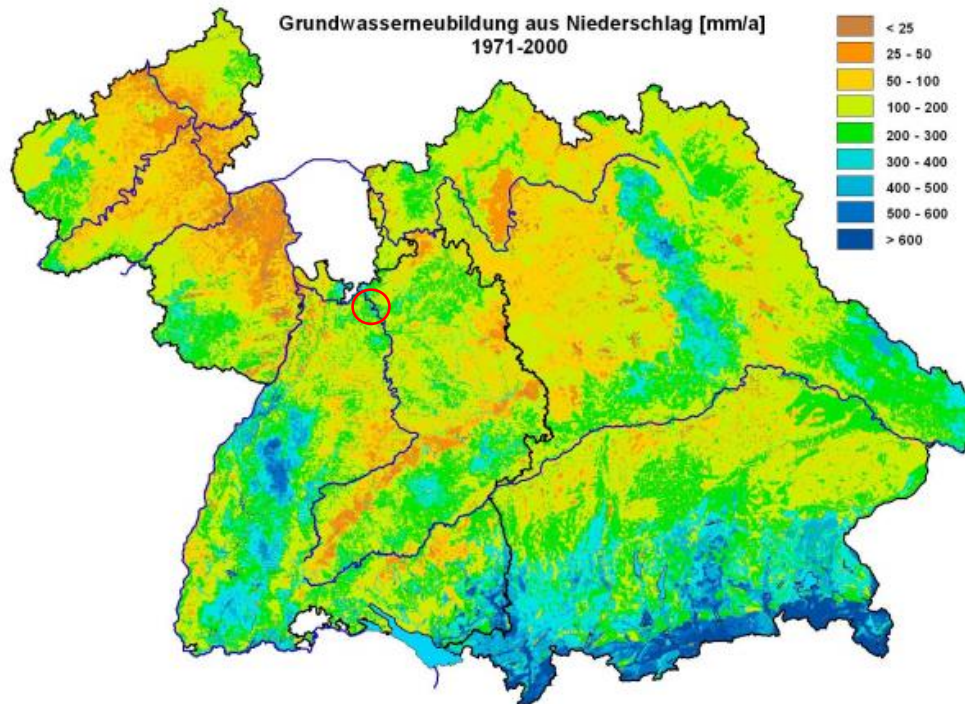 Grundwasserneubildung aus Niederschlag [mm/a]
1971-2000
< 25
25 - 50
50 - 100
100 - 200
200 - 300
300 - 400
400 - 500
500 - 600
> 600